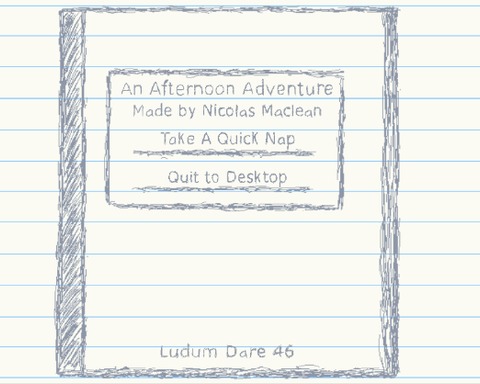 An Afternoon Adventure
Made by Nicolas Maclean
Take A Quick Nap
Quit to Desktop
Ludum Dare 46